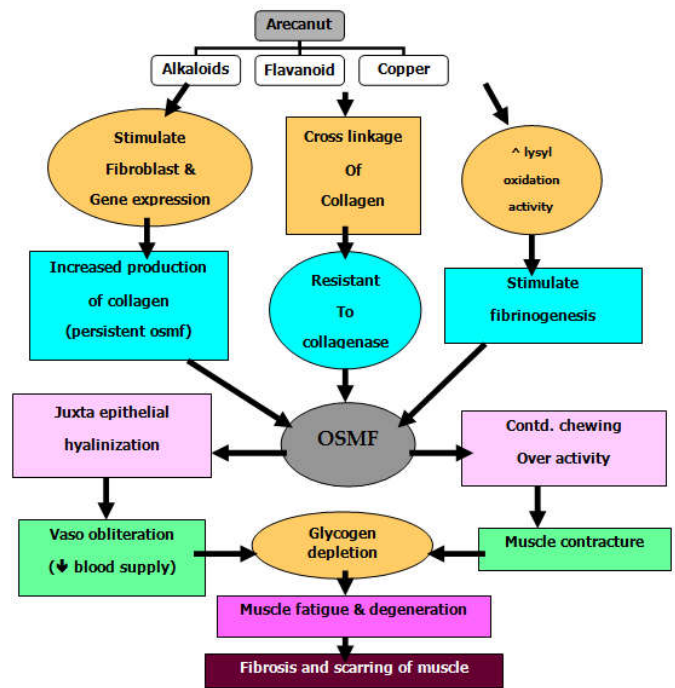 Arecanut
Alkaloids
Flavanoid
Copper
Stimulate
Fibroblast &
Gene expression
Cross linkage
Of
Collagen
^ lysyl
oxidation
activity
Increased production
of collagen
(persistent osmf)
Resistant
To
collagenase
Stimulate
fibrinogenesis
Juxta epithelial
hyalinization
OSMF
Contd. chewing
Over activity
Vaso obliteration
(🡻 blood supply)
Glycogen
depletion
Muscle contracture
Muscle fatigue & degeneration
Fibrosis and scarring of muscle